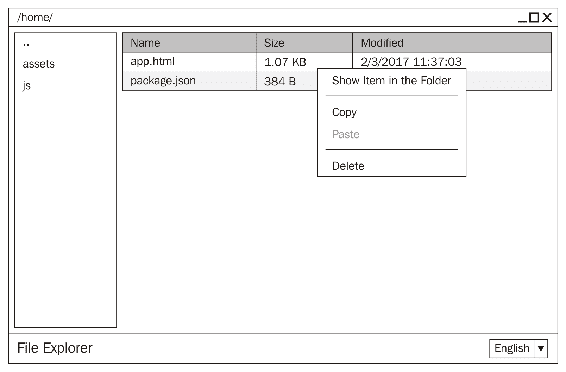 /home/
..
assets
js
Name Size Modified
app.html 1.07 KB 2/3/2017 11:37:03
package.json 384 B
Show Item in the Folder
Copy
Paste
Delete
File Explorer
English